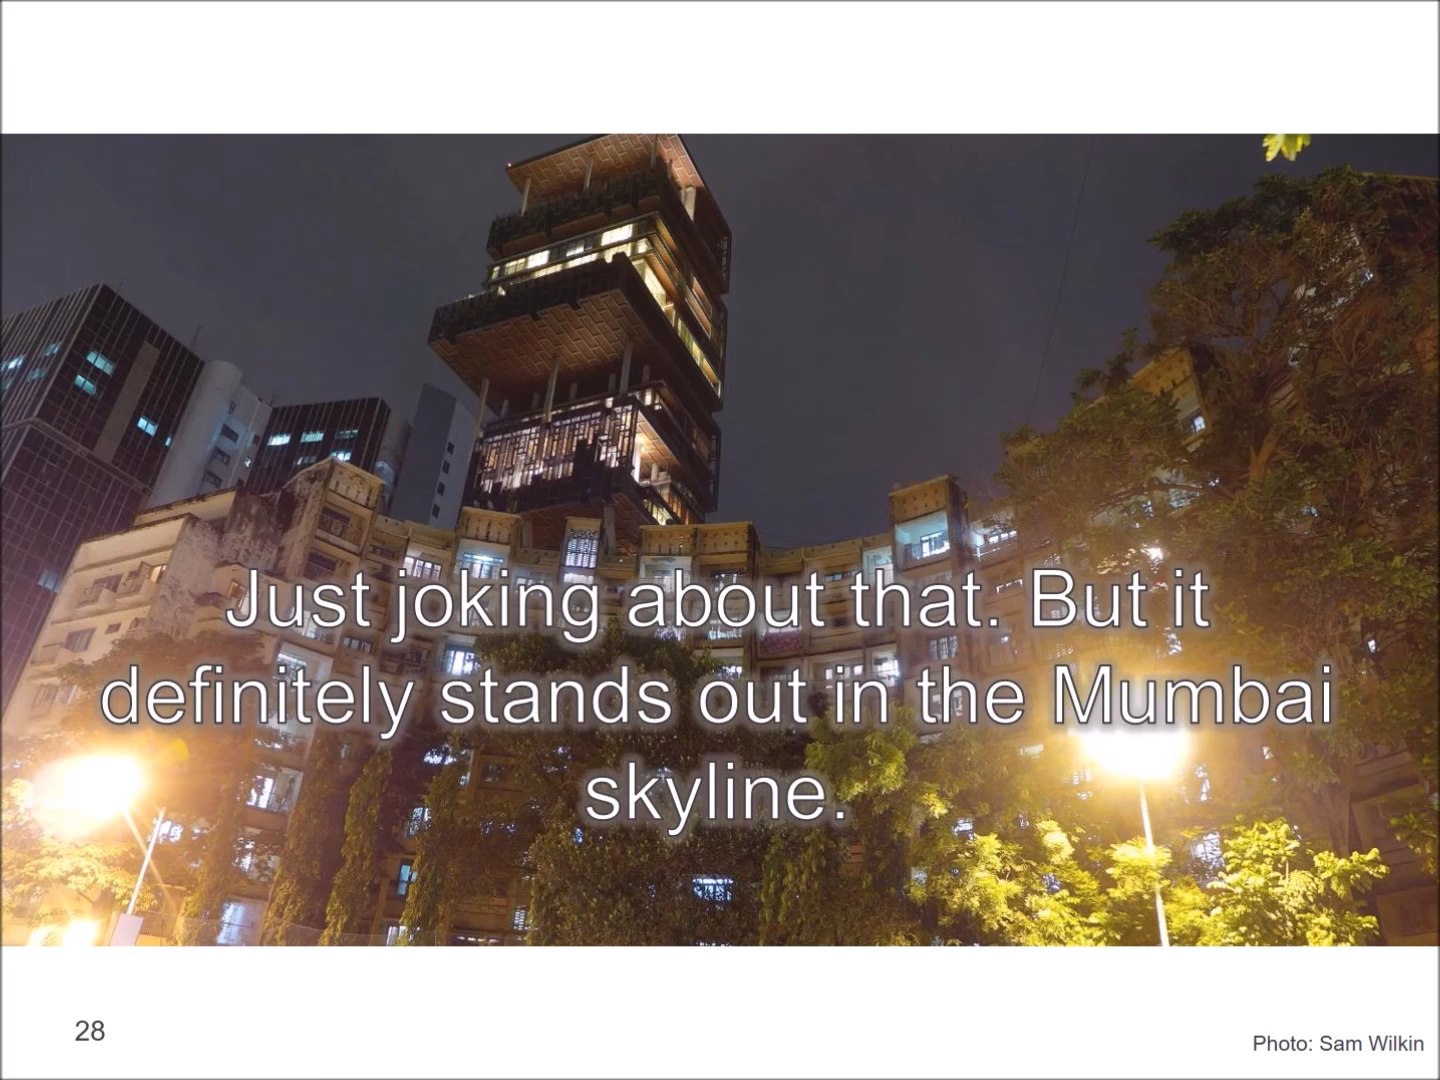 Just joking about that. But it
definitely stands out in the Mumbai
skyline.
28
Photo: Sam Wilkin